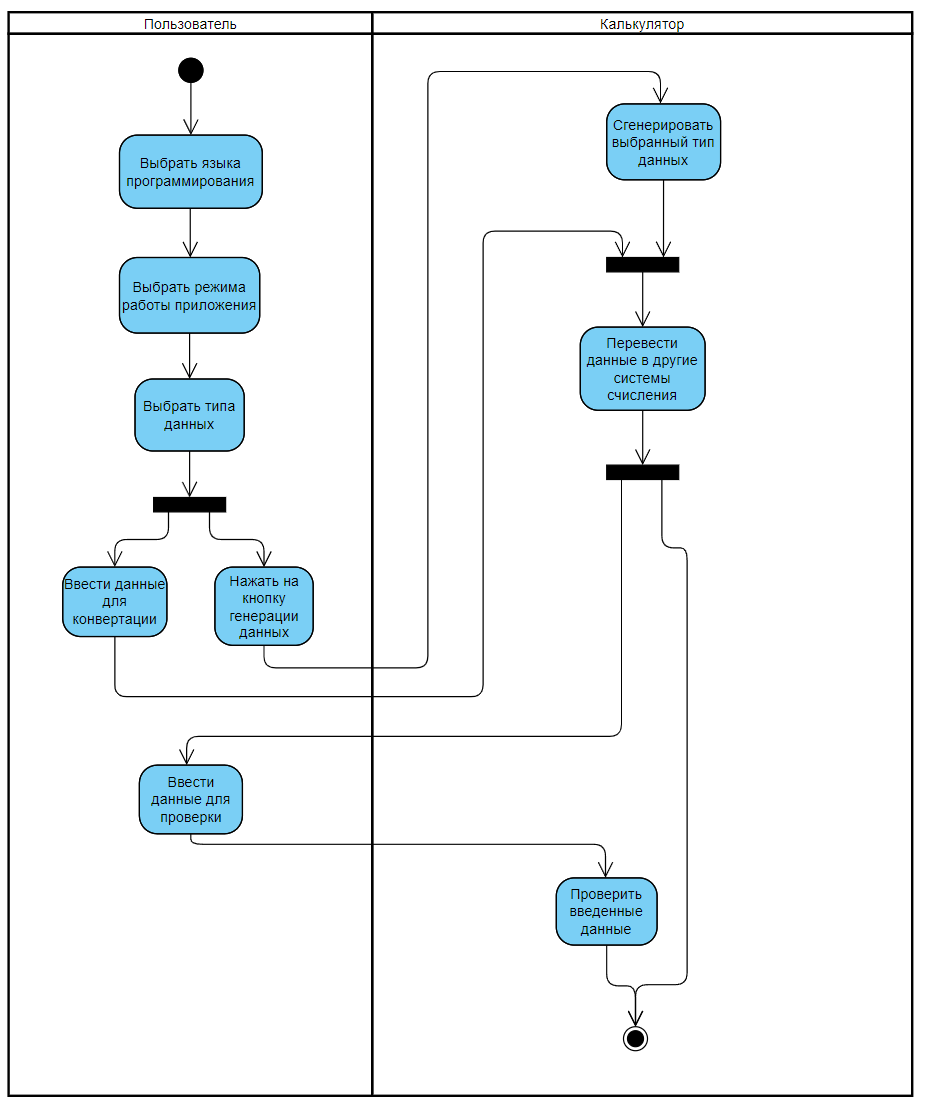 Пользователь
Калькулятор
Выбрать языка
программирования
Выбрать режима
работы приложения
Выбрать типа
данных
Ввести данные
для
конвертации
Нажать на
кнопку
генерации
данных
Сгенерировать
выбранный тип
данных
Перевести
данные в другие
системы
счисления
Ввести
данные для
проверки
Проверить
введенные
данные